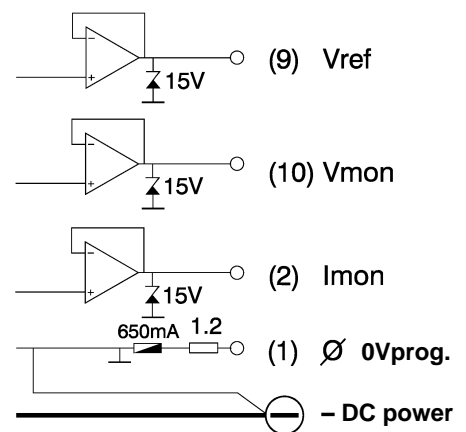 (9) Vref
15V
(10) Vmon
15V
(2) Imon
15V
650mA 1.2
(1) Ø 0Vprog.
– DC power